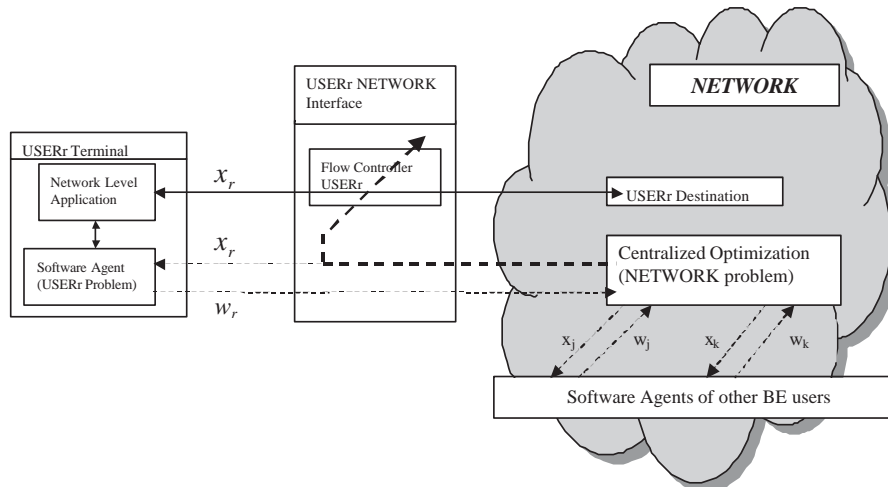 USERr NETWORK
Interface
NETWORK
USERr Terminal
Network Level
Application
x_r
Flow Controller
USERr
USERr Destination
x_r
Software Agent
(USERr Problem)
w_r
Centralized Optimization
(NETWORK problem)
x_j
w_j
x_k
w_k
Software Agents of other BE users